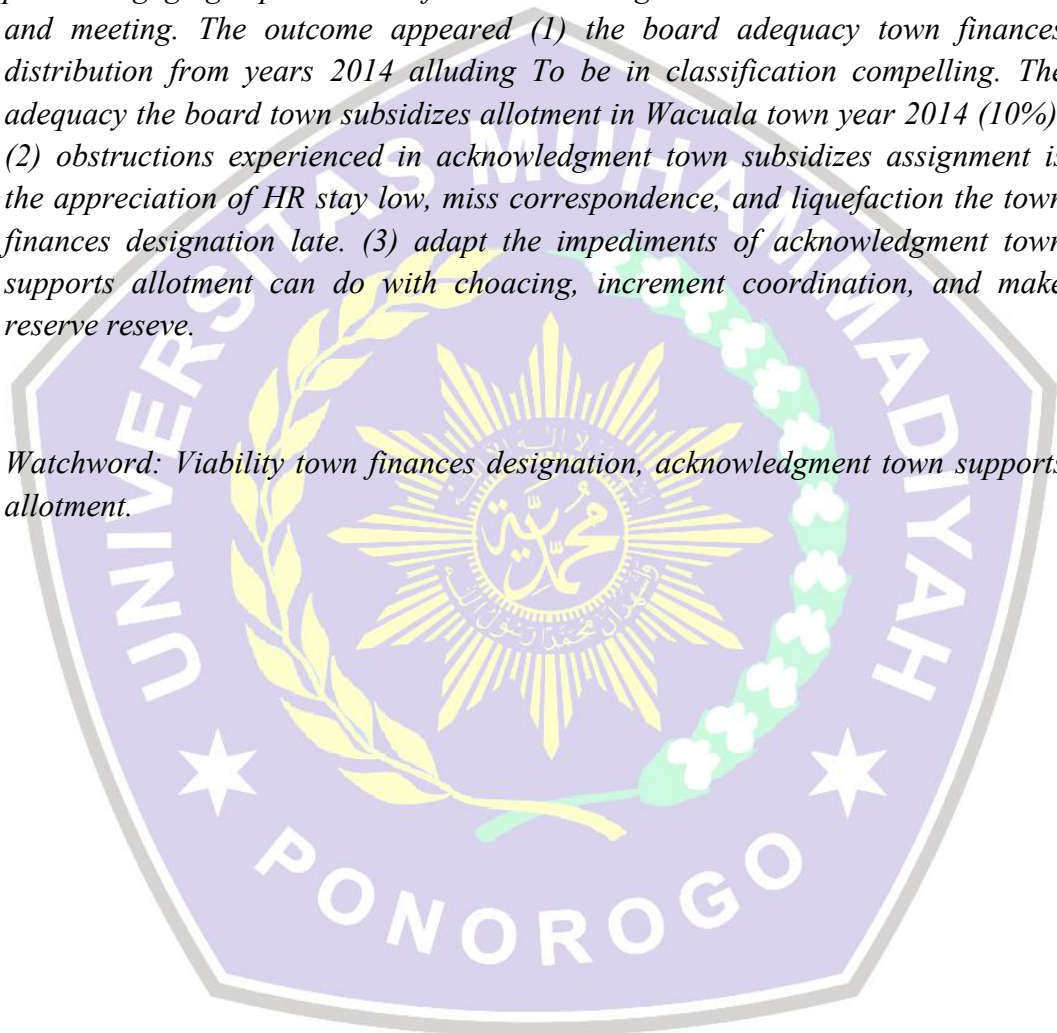 and meeting. The outcome appeared (1) the board adequacy town finances
distribution from years 2014 alluding To be in classification compelling. The
adequacy the board town subsidizes allotment in Wacuala town year 2014 (10%)
(2) obstructions experienced in acknowledgment town subsidizes assignment is
the appreciation of HR stay low, miss correspondence, and liquefaction the town
finances designation late. (3) adapt the impediments of acknowledgment town
supports allotment can do with choacing, increment coordination, and make
reserve reseve.
Watchword: Viability town finances designation, acknowledgment town supports
allotment.
UNIVERSITAS MUHAMMADIYAH
PONOROGO